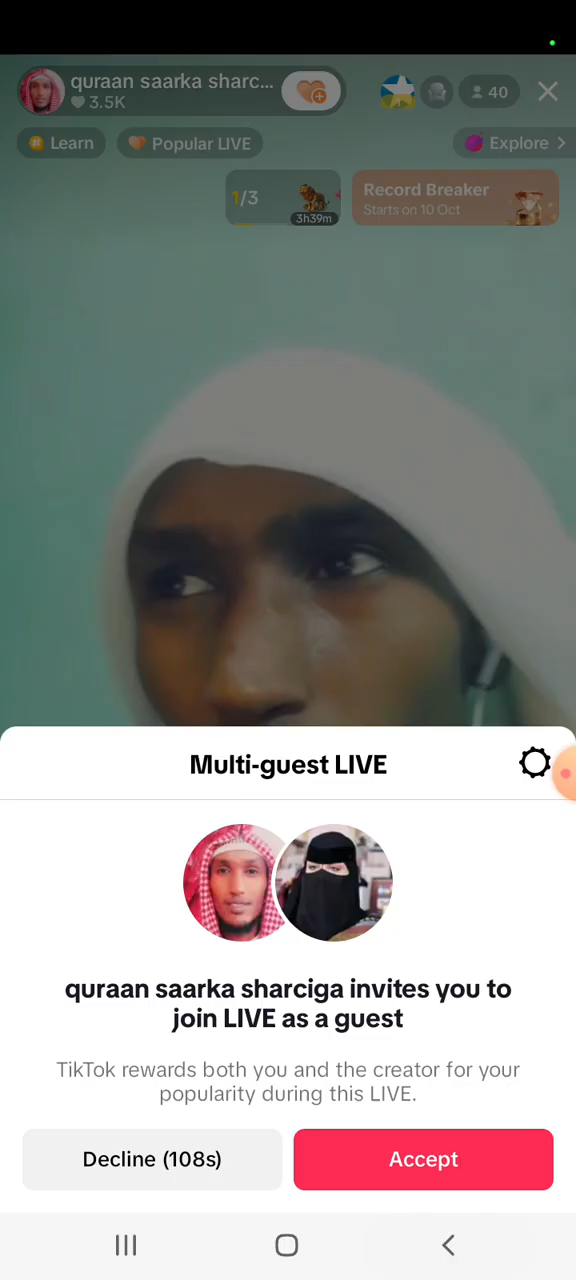 quraan saarka sharc...
3.5K
40
Learn
Popular LIVE
Explore
1/3
3h39m
Record Breaker
Starts on 10 Oct
Multi-guest LIVE
quraan saarka sharciga invites you to
join LIVE as a guest
TikTok rewards both you and the creator for your
popularity during this LIVE.
Decline (108s)
Accept